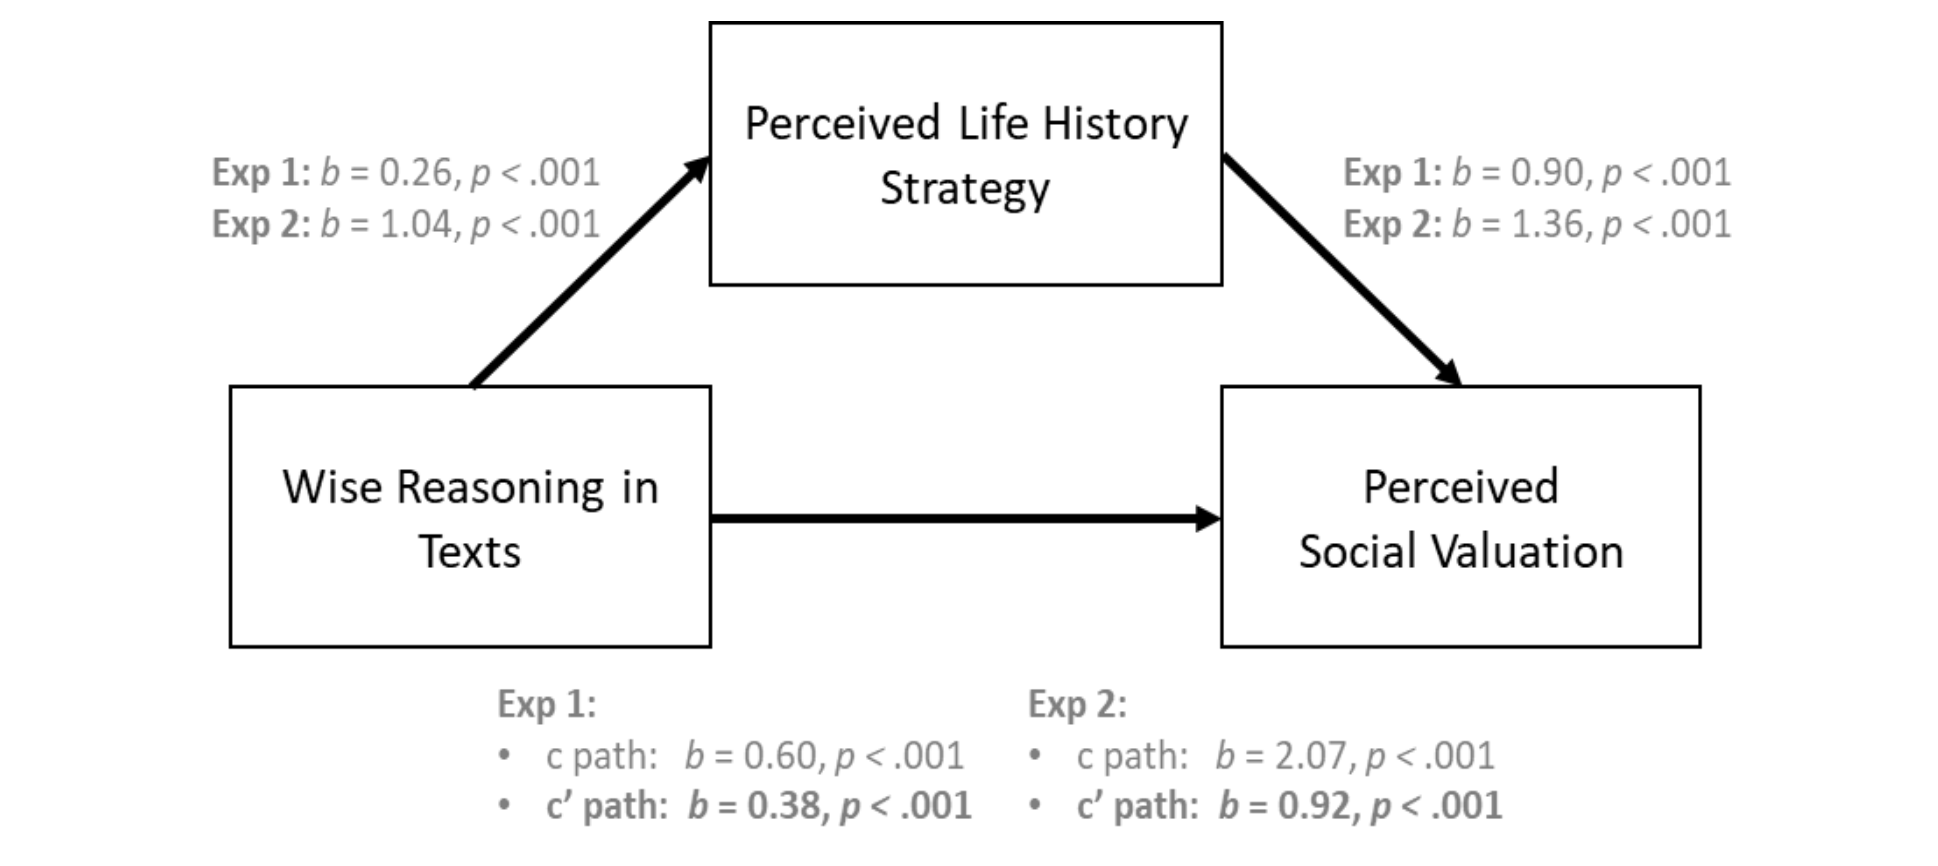 Perceived Life History
Strategy
Exp 1: b = 0.26, p < .001
Exp 2: b = 1.04, p < .001
Exp 1: b = 0.90, p < .001
Exp 2: b = 1.36, p < .001
Wise Reasoning in
Texts
Perceived
Social Valuation
Exp 1:
• c path: b = 0.60, p < .001
• c’ path: b = 0.38, p < .001
Exp 2:
• c path: b = 2.07, p < .001
• c’ path: b = 0.92, p < .001